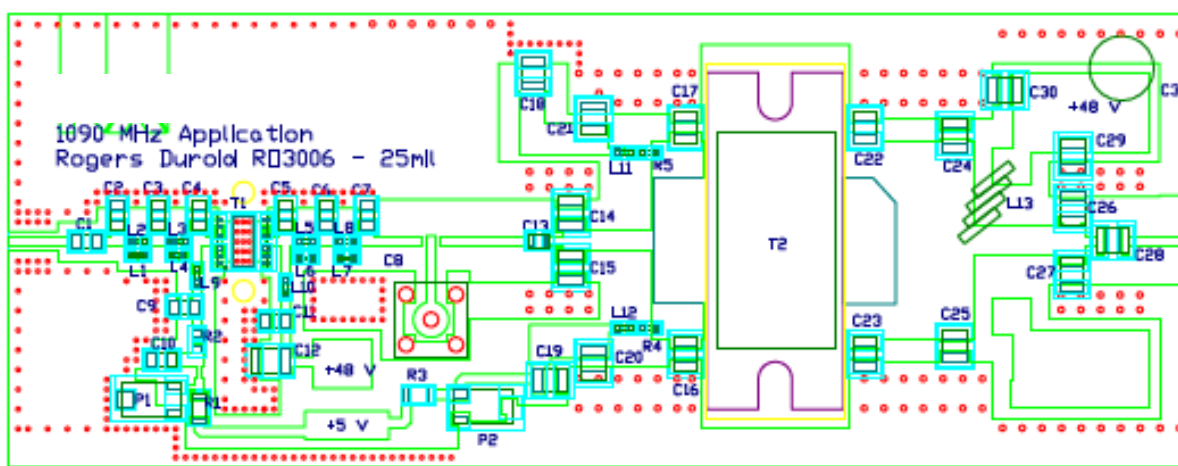 1090 MHz Application
Rogers Durold R□3006 - 25mil
C18
C17
C30
C3
+48 V
C21
C22
C24
C29
L11
R5
C2
C3
C4
C5
C6
C7
T1
C1
L2
L3
L5
L8
C13
C14
L13
C26
T2
C28
L1
L4
L6
L7
C8
C15
C27
L9
L10
C9
C11
R2
L12
R4
C23
C25
C10
C12
C19
C20
+48 V
R3
C16
P1
R1
+5 V
P2